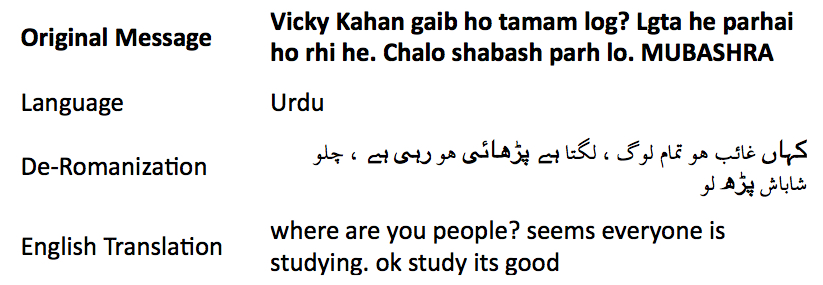 Original Message
Vicky Kahan gaib ho tamam log? Lgta he parhai
ho rhi he. Chalo shabash parh lo. MUBASHRA
Language
Urdu
De-Romanization
کہاں غائب ھو تمام لوگ ، لگتا ہے پڑھائی ھو رہی ہے ، چلو
شاباش پڑھ لو
English Translation
where are you people? seems everyone is
studying. ok study its good